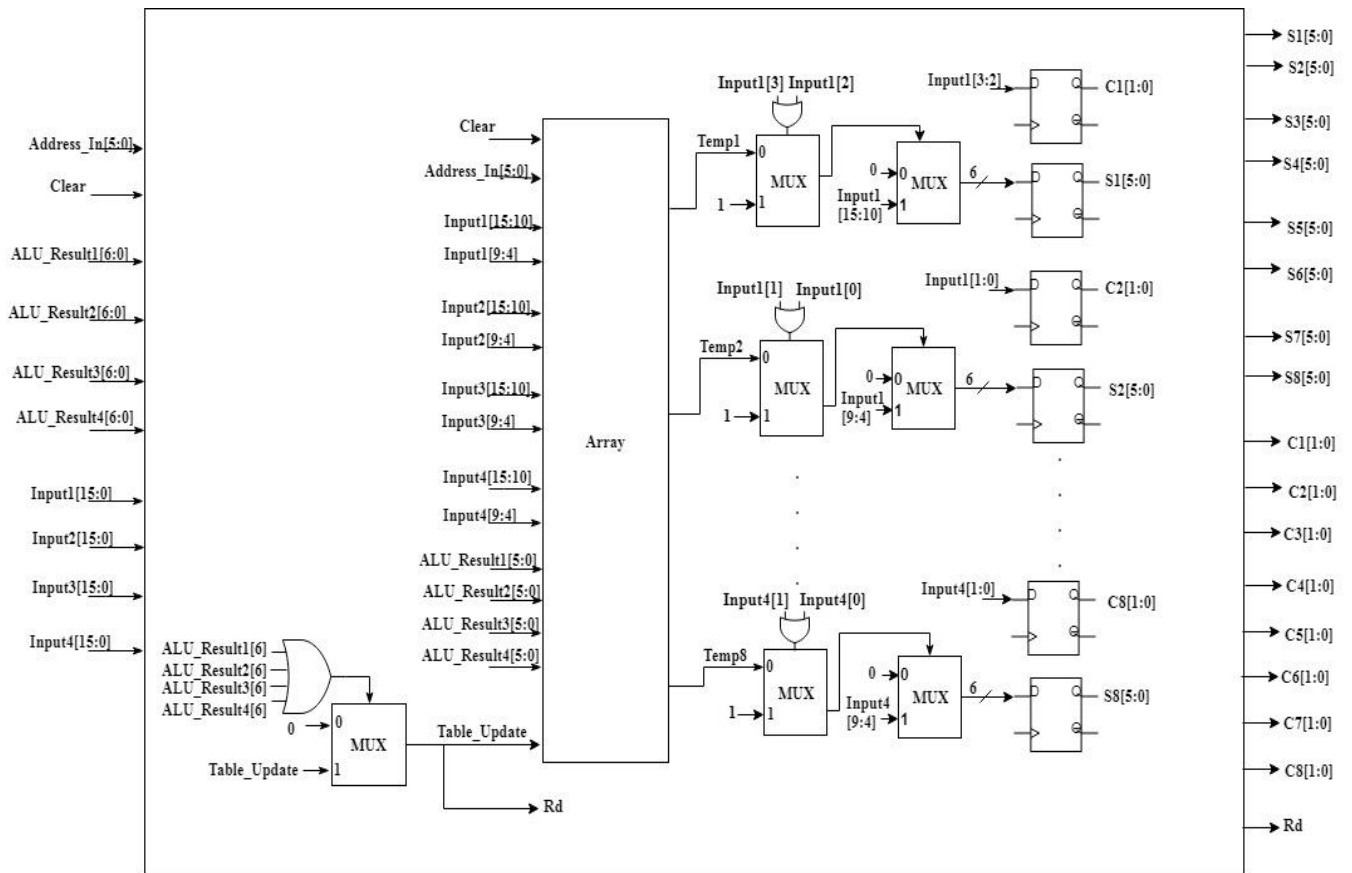 Address_In[5:0]
Clear
ALU_Result1[6:0]
ALU_Result2[6:0]
ALU_Result3[6:0]
ALU_Result4[6:0]
Input1[15:0]
Input2[15:0]
Input3[15:0]
Input4[15:0]
ALU_Result1[6]
ALU_Result2[6]
ALU_Result3[6]
ALU_Result4[6]
0
0
MUX
Table_Update
1
Clear
Address_In[5:0]
Input1[15:10]
Input1[9:4]
Input2[15:10]
Input2[9:4]
Input3[15:10]
Input3[9:4]
Input4[15:10]
Input4[9:4]
ALU_Result1[5:0]
ALU_Result2[5:0]
ALU_Result3[5:0]
ALU_Result4[5:0]
Table_Update
Rd
Array
Input1[3] Input1[2]
Temp1
0
MUX
1
1
0
0
MUX
Input1
[15:10]
1
6
Input1[3:2]
D
Q
Q
C1[1:0]
D
Q
Q
S1[5:0]
Input1[1] Input1[0]
Temp2
0
MUX
1
1
0
0
MUX
Input1
[9:4]
1
6
Input1[1:0]
D
Q
Q
C2[1:0]
D
Q
Q
S2[5:0]
Input4[1] Input4[0]
Temp8
0
MUX
1
1
0
0
MUX
Input4
[9:4]
1
6
Input4[1:0]
D
Q
Q
C8[1:0]
D
Q
Q
S8[5:0]
S1[5:0]
S2[5:0]
S3[5:0]
S4[5:0]
S5[5:0]
S6[5:0]
S7[5:0]
S8[5:0]
C1[1:0]
C2[1:0]
C3[1:0]
C4[1:0]
C5[1:0]
C6[1:0]
C7[1:0]
C8[1:0]
Rd